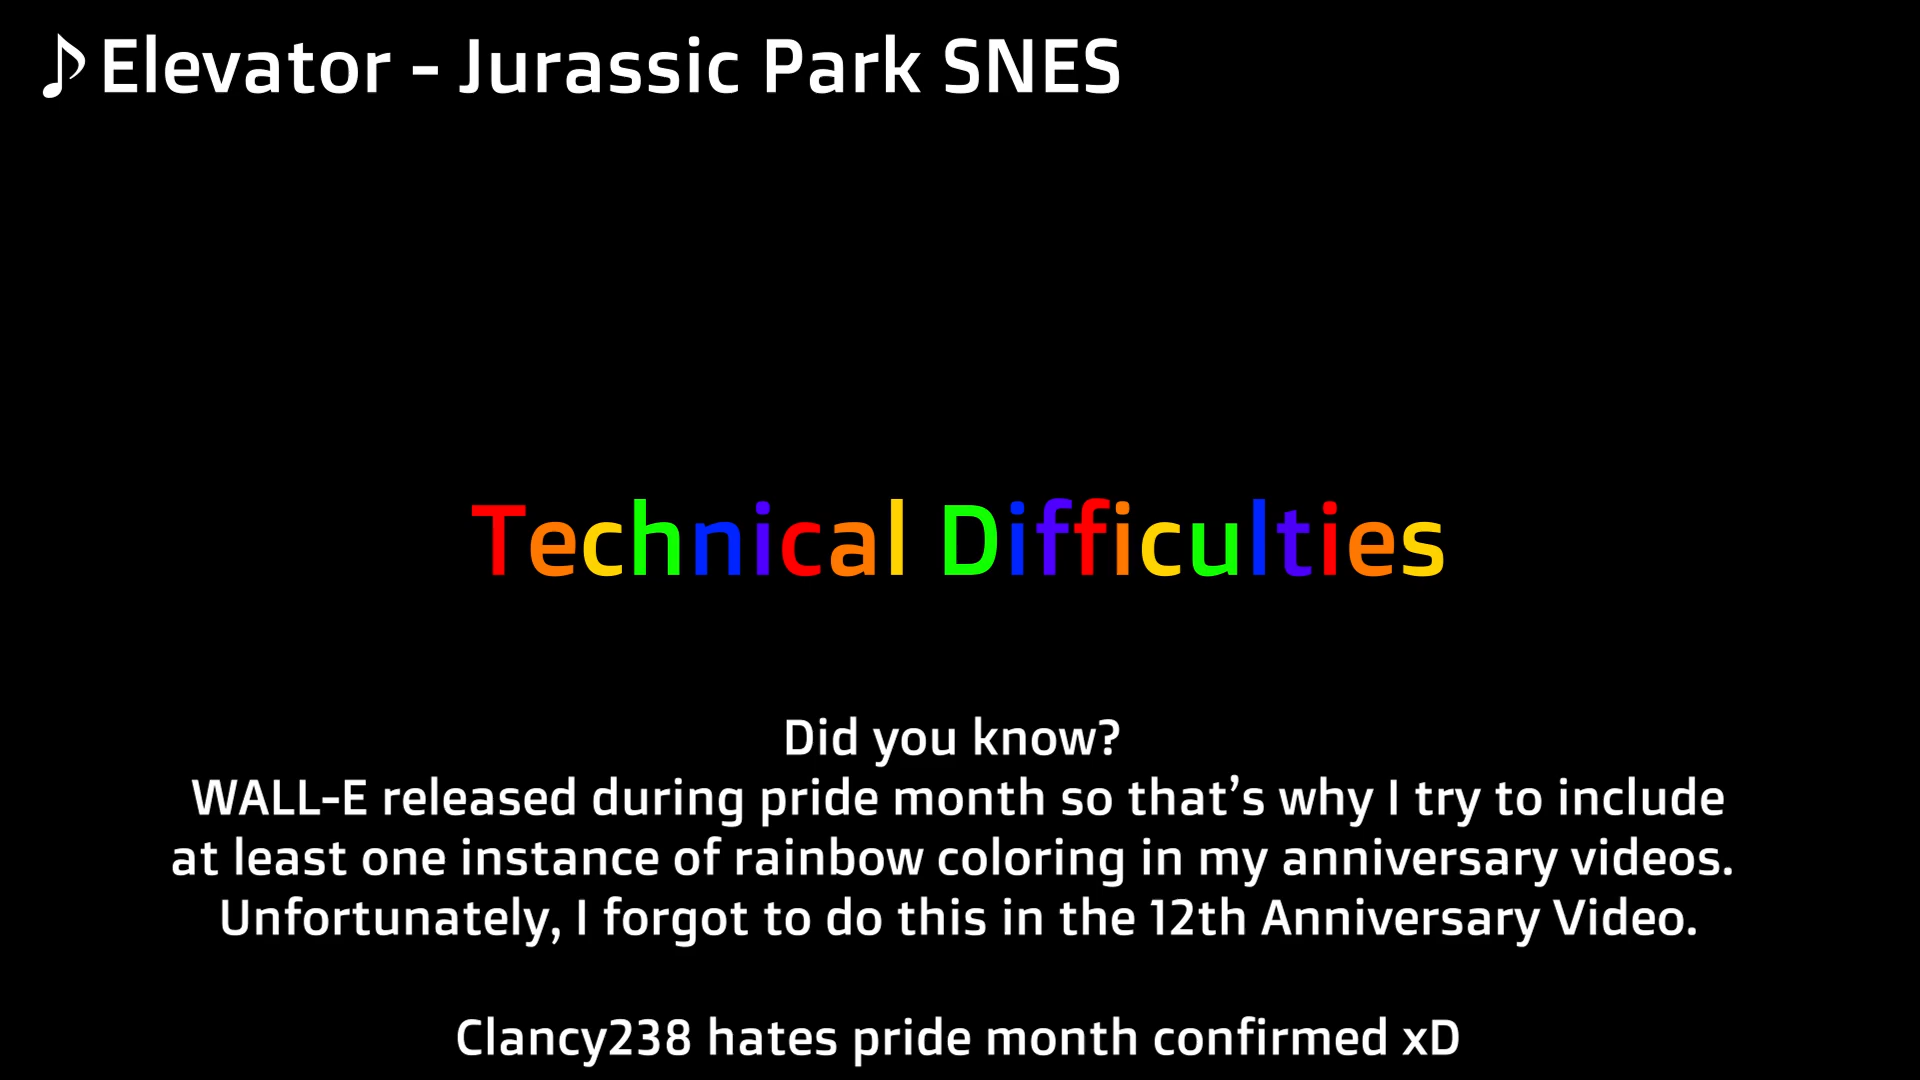 ♪ Elevator - Jurassic Park SNES
Technical Difficulties
Did you know?
WALL-E released during pride month so that’s why I try to include
at least one instance of rainbow coloring in my anniversary videos.
Unfortunately, I forgot to do this in the 12th Anniversary Video.
Clancy238 hates pride month confirmed xD